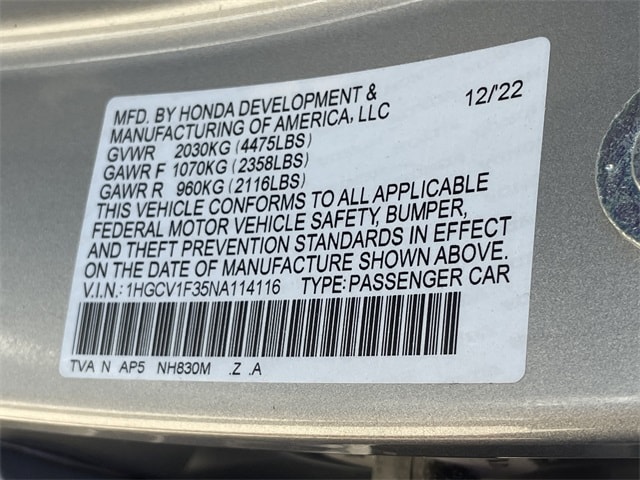 MFD. BY HONDA DEVELOPMENT & 12/'22
MANUFACTURING OF AMERICA, LLC
GVWR 2030KG (4475LBS)
GAWR F 1070KG (2358LBS)
GAWR R 960KG (2116LBS)
THIS VEHICLE CONFORMS TO ALL APPLICABLE
FEDERAL MOTOR VEHICLE SAFETY, BUMPER,
AND THEFT PREVENTION STANDARDS IN EFFECT
ON THE DATE OF MANUFACTURE SHOWN ABOVE.
V.I.N.: 1HGCV1F35NA114116 TYPE: PASSENGER CAR
TVA N AP5 NH830M .Z .A